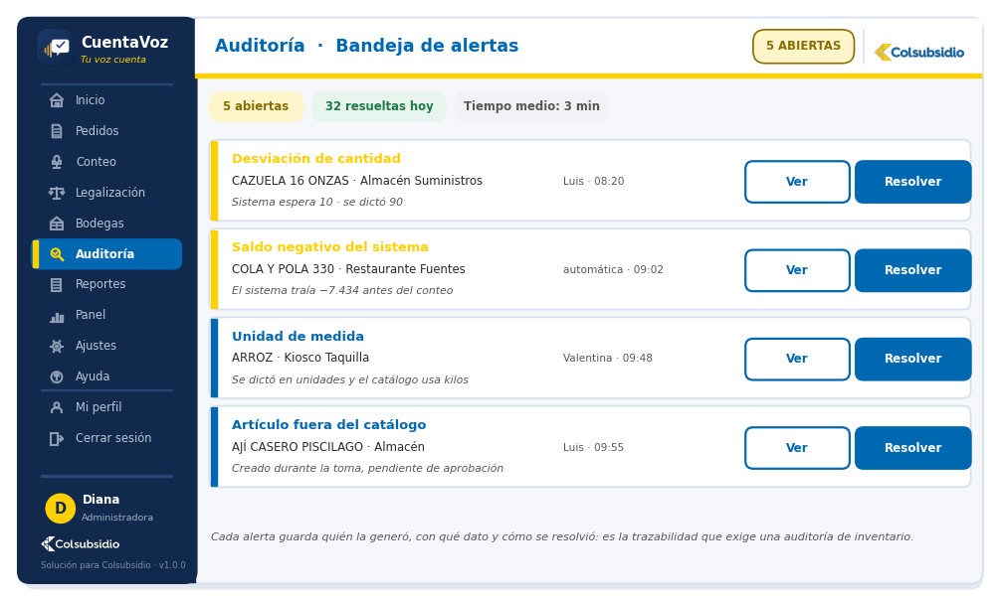 CuentaVoz
Tu voz cuenta
Inicio
Pedidos
Conteo
Legalización
Bodegas
Auditoría
Reportes
Panel
Ajustes
Ayuda
Mi perfil
Cerrar sesión
D
Diana
Administradora
Colsubsidio
Solución para Colsubsidio · v1.0.0
Auditoría · Bandeja de alertas
5 ABIERTAS
Colsubsidio
5 abiertas
32 resueltas hoy
Tiempo medio: 3 min
Desviación de cantidad
CAZUELA 16 ONZAS · Almacén Suministros
Sistema espera 10 · se dictó 90
Luis · 08:20
Ver
Resolver
Saldo negativo del sistema
COLA Y POLA 330 · Restaurante Fuentes
El sistema traía −7.434 antes del conteo
automática · 09:02
Ver
Resolver
Unidad de medida
ARROZ · Kiosco Taquilla
Se dictó en unidades y el catálogo usa kilos
Valentina · 09:48
Ver
Resolver
Artículo fuera del catálogo
AJÍ CASERO PISCILAGO · Almacén
Creado durante la toma, pendiente de aprobación
Luis · 09:55
Ver
Resolver
Cada alerta guarda quién la generó, con qué dato y cómo se resolvió: es la trazabilidad que exige una auditoría de inventario.